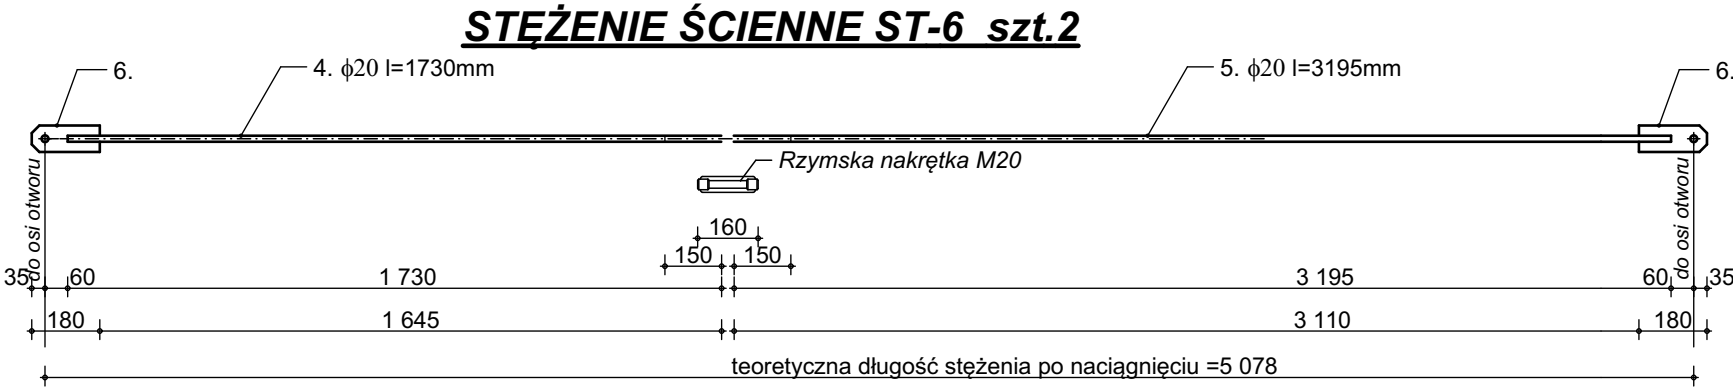 STĘŻENIE ŚCIENNE ST-6 szt.2
6.
4. ϕ20 l=1730mm
5. ϕ20 l=3195mm
6.
Rzymska nakrętka M20
do osi otworu
do osi otworu
160
150
150
35
60
1 730
3 195
60
35
180
1 645
3 110
180
teoretyczna długość stężenia po naciągnięciu =5 078